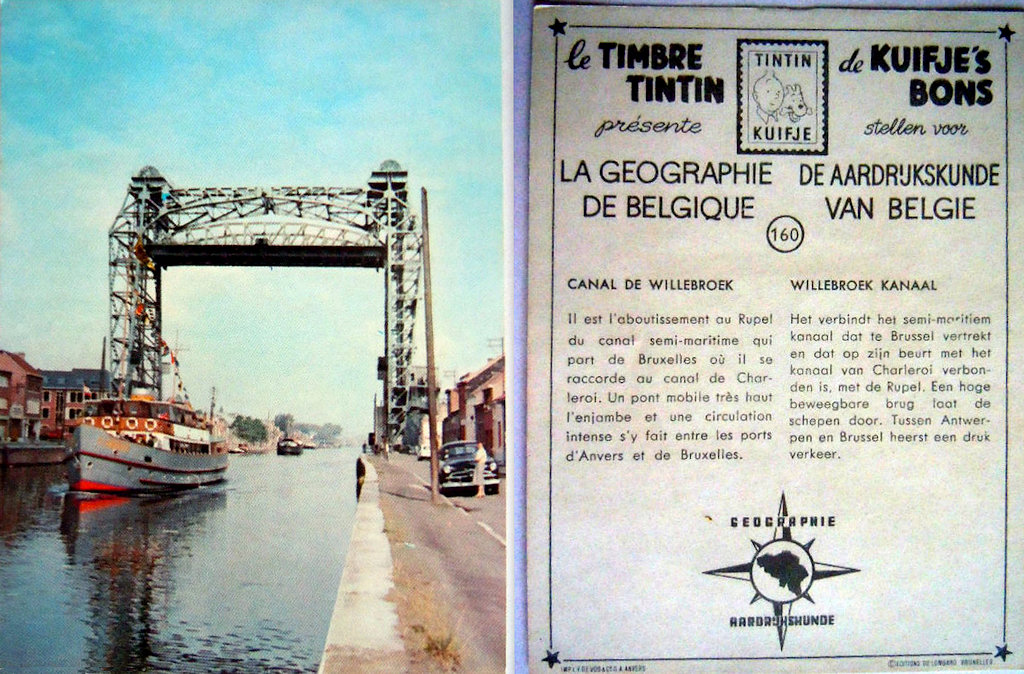 le TIMBRE
TINTIN
présente
TINTIN
KUIFJE
de KUIFJE'S
BONS
stellen voor
LA GEOGRAPHIE
DE BELGIQUE
DE AARDRIJKSKUNDE
VAN BELGIE
160
CANAL DE WILLEBROEK
Il est l'aboutissement au Rupel
du canal semi-maritime qui
part de Bruxelles où il se
raccorde au canal de Char-
leroi. Un pont mobile très haut
l'enjambe et une circulation
intense s'y fait entre les ports
d'Anvers et de Bruxelles.
WILLEBROEK KANAAL
Het verbindt het semi-maritiem
kanaal dat te Brussel vertrekt
en dat op zijn beurt met het
kanaal van Charleroi verbon-
den is, met de Rupel. Een hoge
beweegbare brug laat de
schepen door. Tussen Antwer-
pen en Brussel heerst een druk
verkeer.
GEOGRAPHIE
AARDRIJKSKUNDE
ANVERS
©EDITIONS DU LOMBARD BRUXELLES